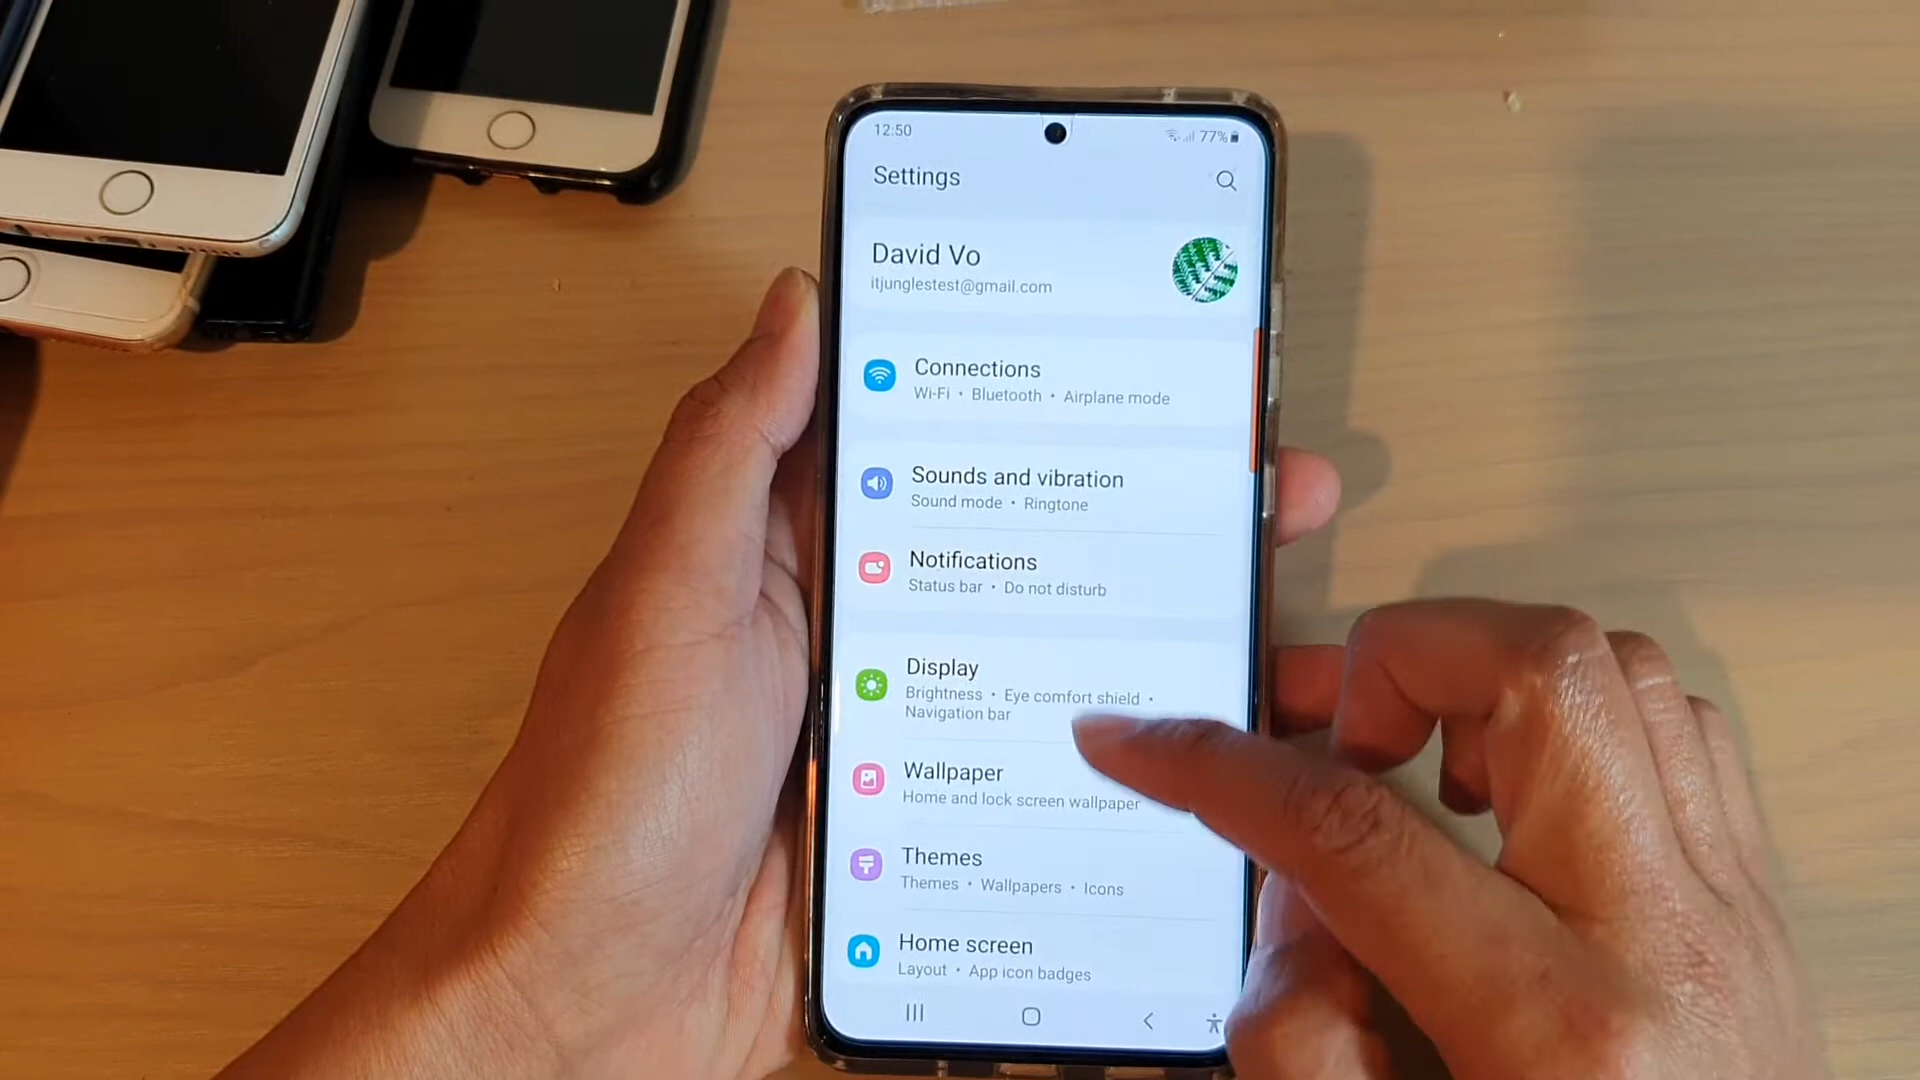 12:50
77%
Settings
David Vo
itjunglestest@gmail.com
Connections
Wi-Fi • Bluetooth • Airplane mode
Sounds and vibration
Sound mode • Ringtone
Notifications
Status bar • Do not disturb
Display
Brightness • Eye comfort shield •
Navigation bar
Wallpaper
Home and lock screen wallpaper
Themes
Themes • Wallpapers • Icons
Home screen
Layout • App icon badges